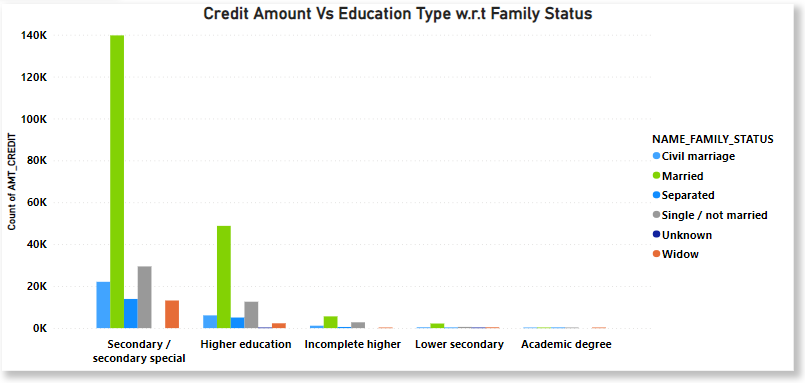 Credit Amount Vs Education Type w.r.t Family Status
140K
120K
100K
80K
60K
40K
20K
0K
Count of AMT_CREDIT
Secondary /
secondary special
Higher education
Incomplete higher
Lower secondary
Academic degree
NAME_FAMILY_STATUS
Civil marriage
Married
Separated
Single / not married
Unknown
Widow